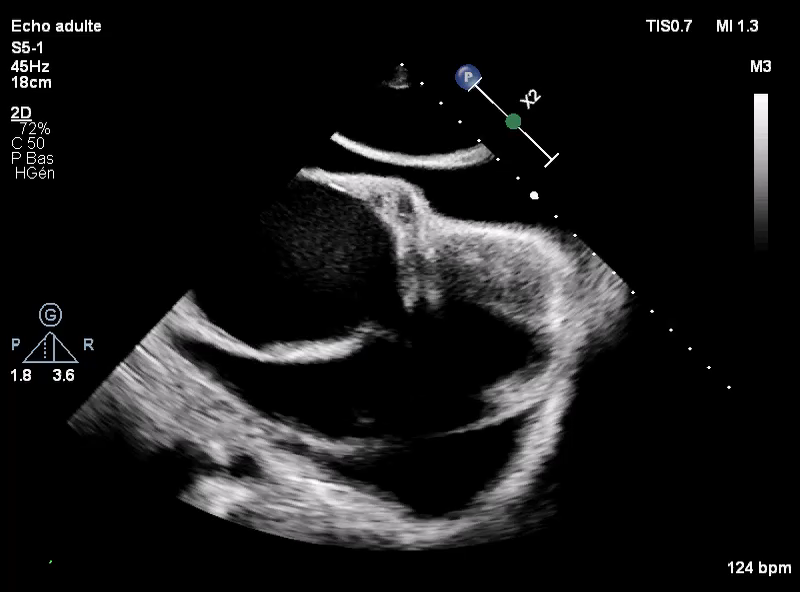 Echo adulte
S5-1
45Hz
18cm
2D
72%
C 50
P Bas
HGén
TIS0.7 MI 1.3
M3
P
X2
G
P R
1.8 3.6
124 bpm